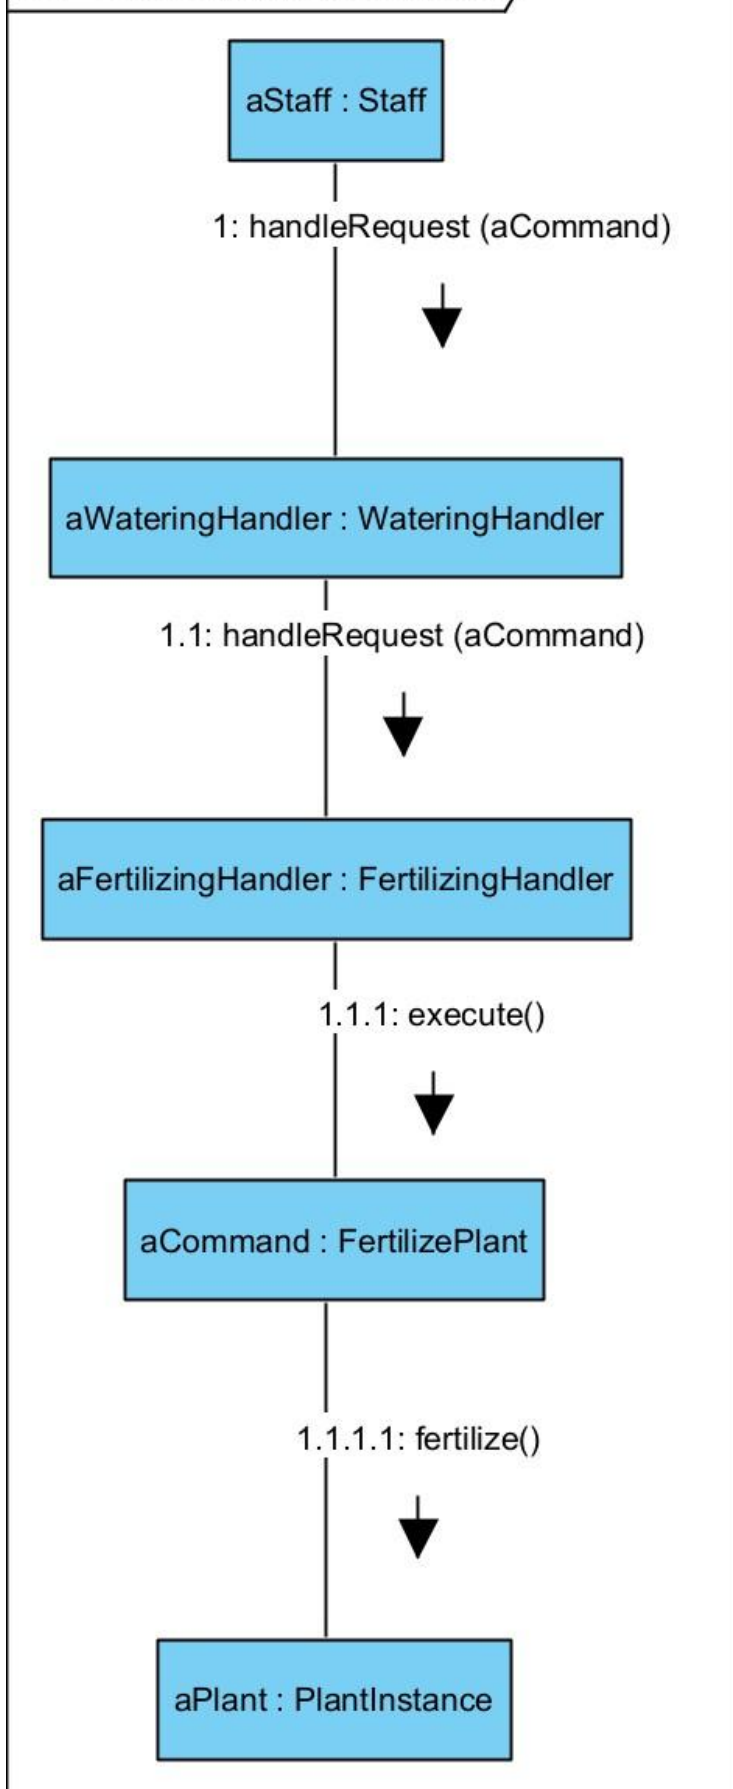 aStaff : Staff
1: handleRequest (aCommand)
aWateringHandler : WateringHandler
1.1: handleRequest (aCommand)
aFertilizingHandler : FertilizingHandler
1.1.1: execute()
aCommand : FertilizePlant
1.1.1.1: fertilize()
aPlant : PlantInstance